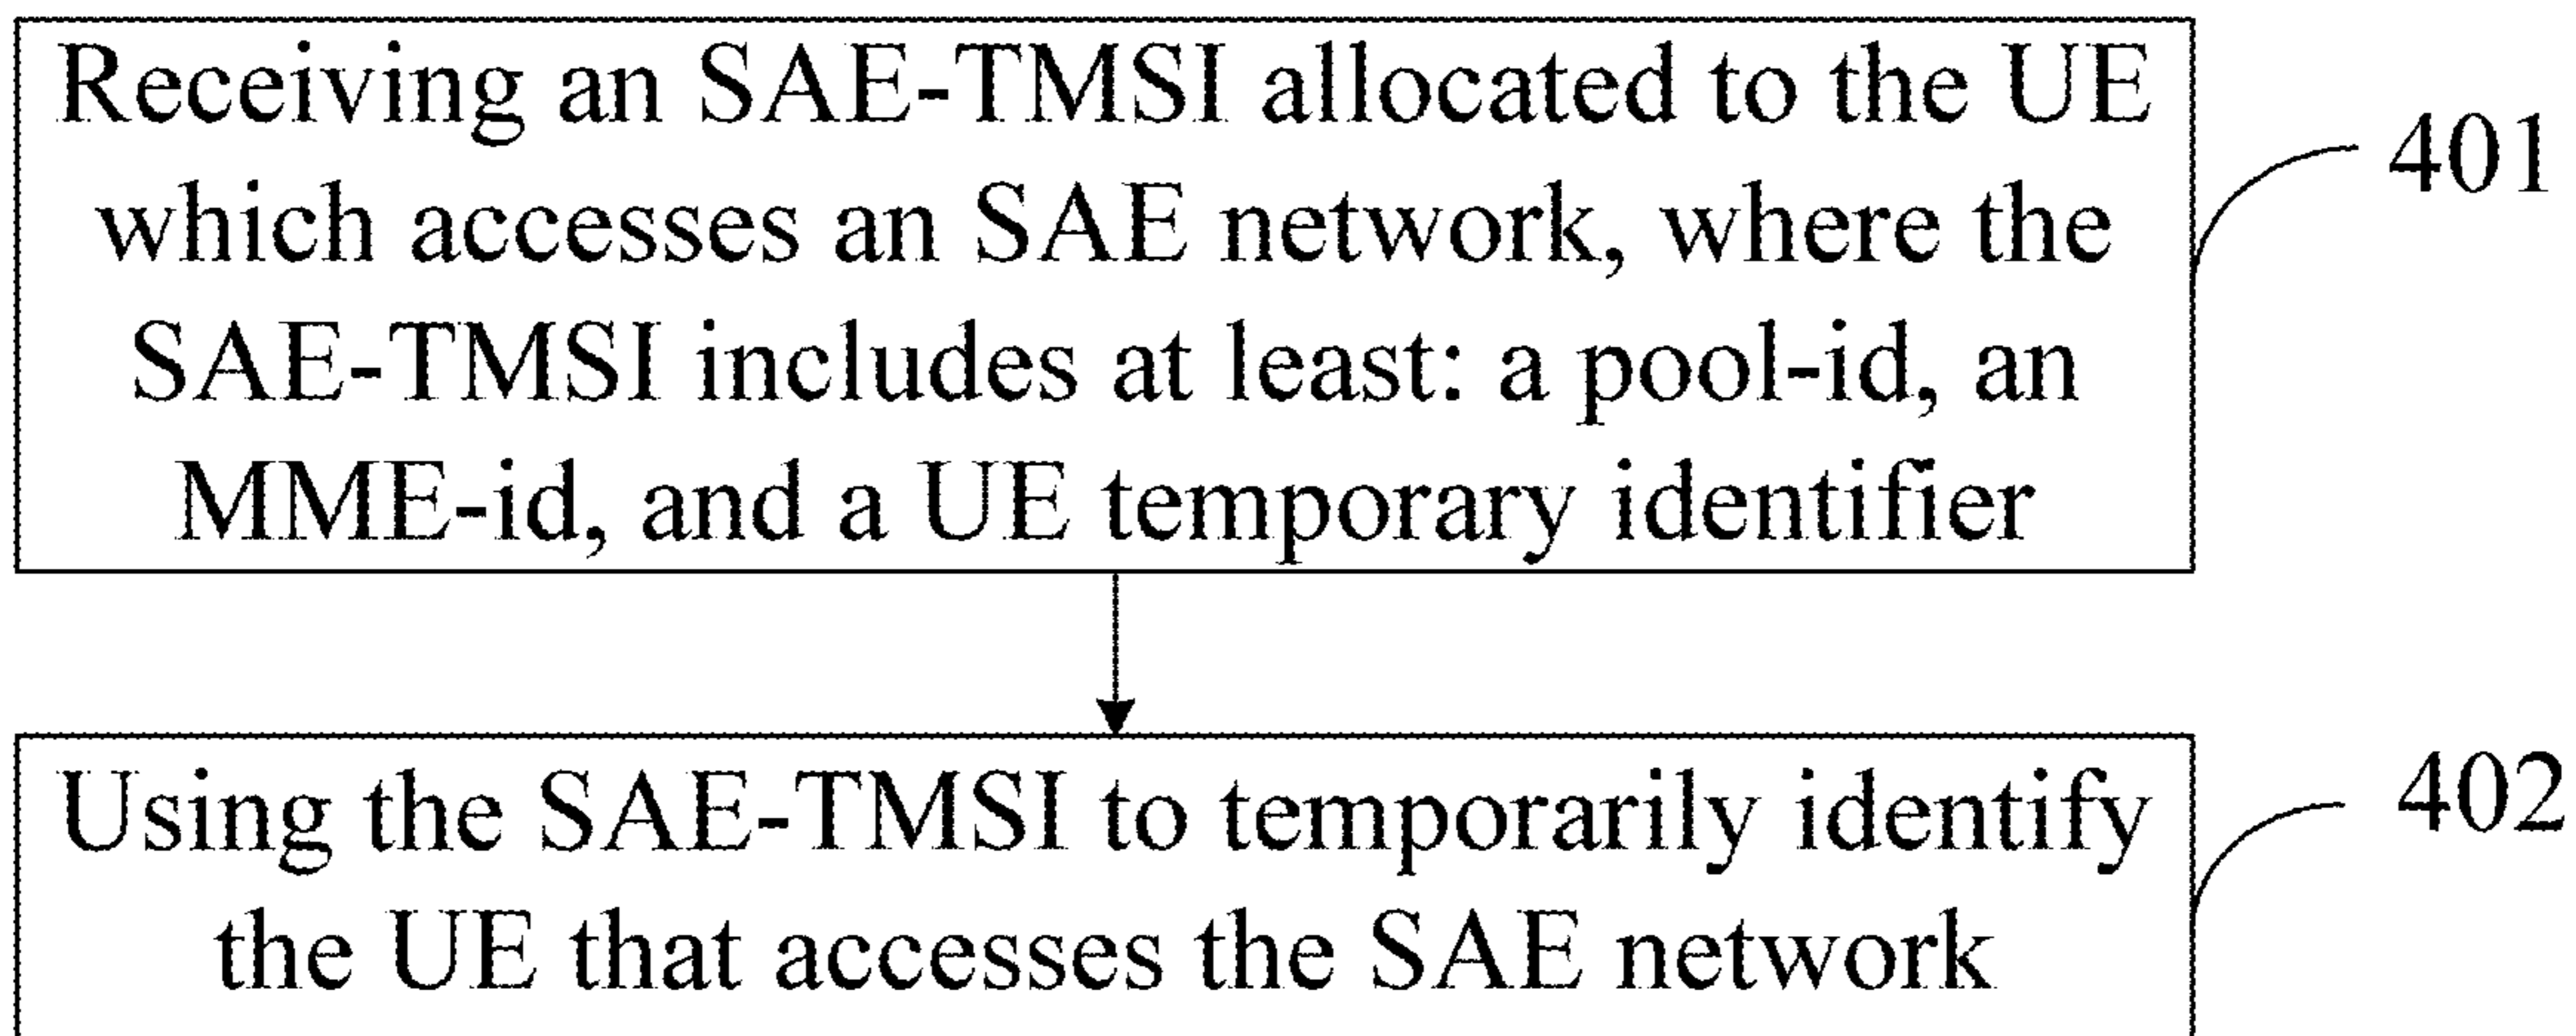 Receiving an SAE-TMSI allocated to the UE
which accesses an SAE network, where the
SAE-TMSI includes at least: a pool-id, an
MME-id, and a UE temporary identifier
401
Using the SAE-TMSI to temporarily identify
the UE that accesses the SAE network
402